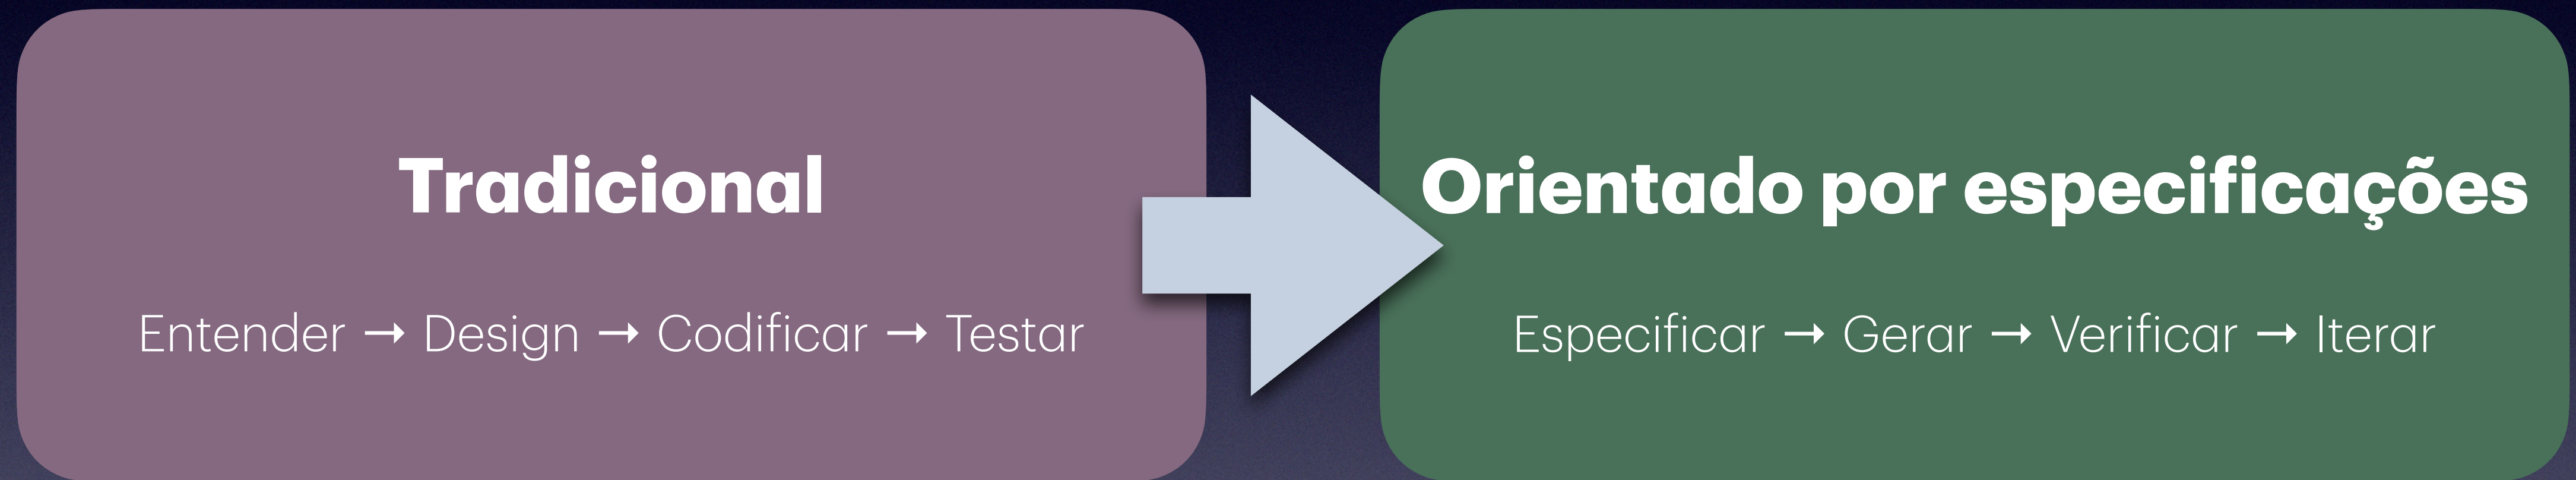 Tradicional
Entender → Design → Codificar → Testar
Orientado por especificações
Especificar → Gerar → Verificar → Iterar